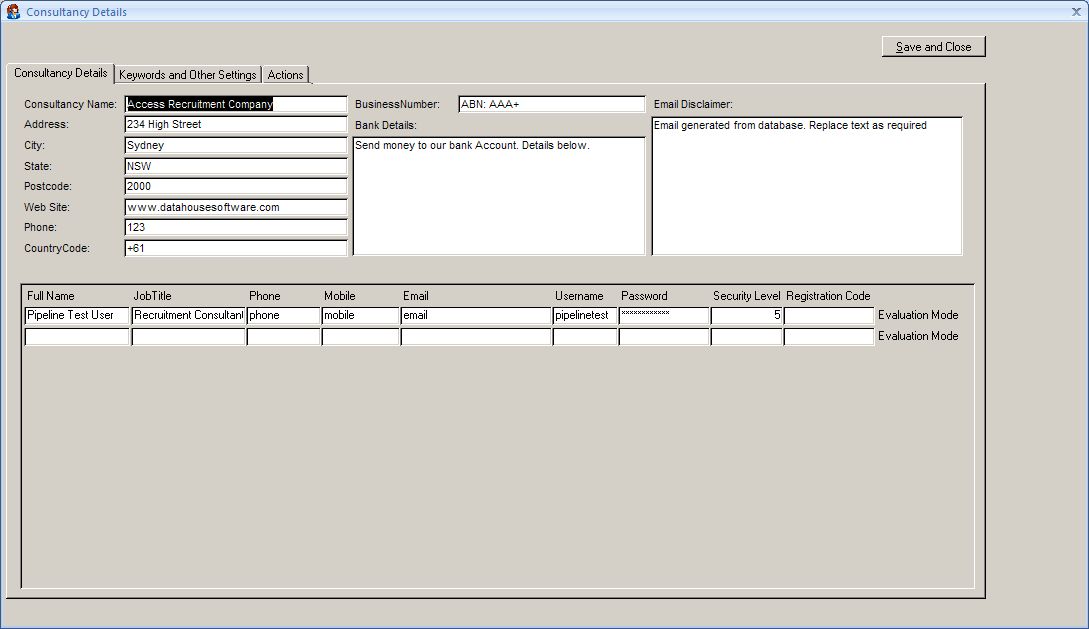 Consultancy Details
Save and Close
Consultancy Details Keywords and Other Settings Actions
Consultancy Name: Access Recruitment Company
Address: 234 High Street
City: Sydney
State: NSW
Postcode: 2000
Web Site: www.datahousesoftware.com
Phone: 123
CountryCode: +61
BusinessNumber: ABN: AAA+
Bank Details:
Send money to our bank Account. Details below.
Email Disclaimer:
Email generated from database. Replace text as required
Full Name JobTitle Phone Mobile Email Username Password Security Level Registration Code
Pipeline Test User Recruitment Consultant phone mobile email pipelinetest ************ 5 Evaluation Mode
Evaluation Mode